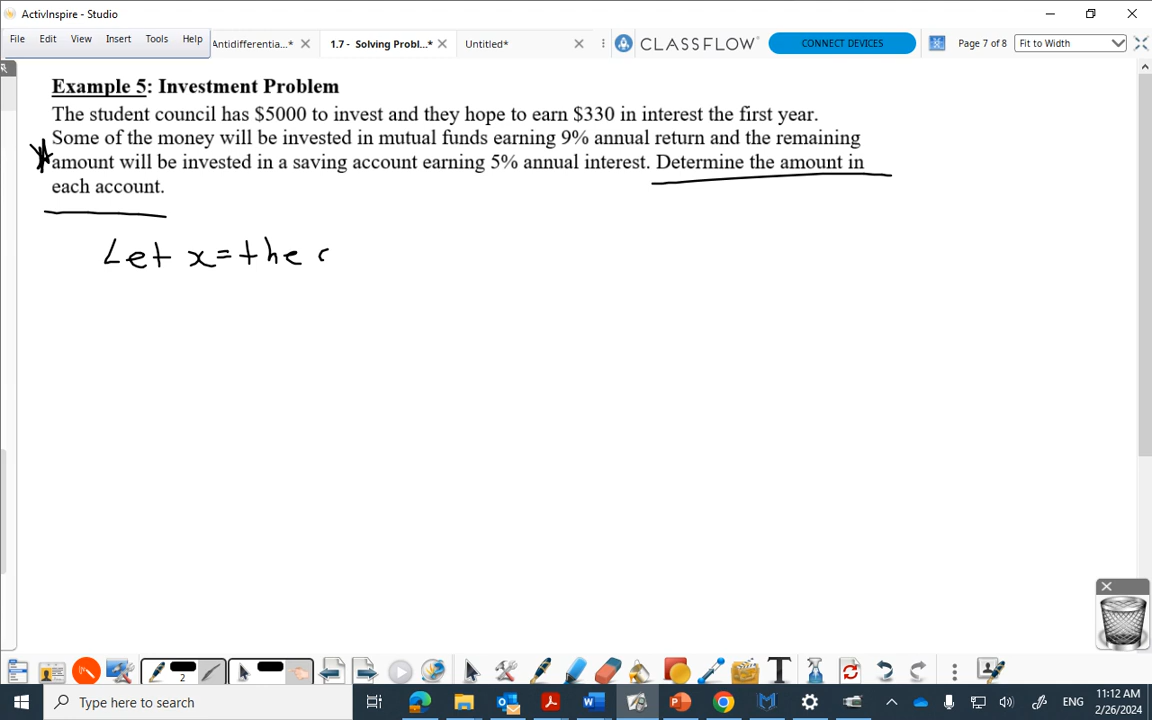 ActivInspire - Studio
File Edit View Insert Tools Help
Antidifferentia...* 1.7 - Solving Probl...* Untitled* CLASSFLOW CONNECT DEVICES Page 7 of 8 Fit to Width
Example 5: Investment Problem
The student council has $5000 to invest and they hope to earn $330 in interest the first year.
Some of the money will be invested in mutual funds earning 9% annual return and the remaining
amount will be invested in a saving account earning 5% annual interest. Determine the amount in
each account.
Let x = the
2
T
Type here to search
ENG
11:12 AM
2/26/2024